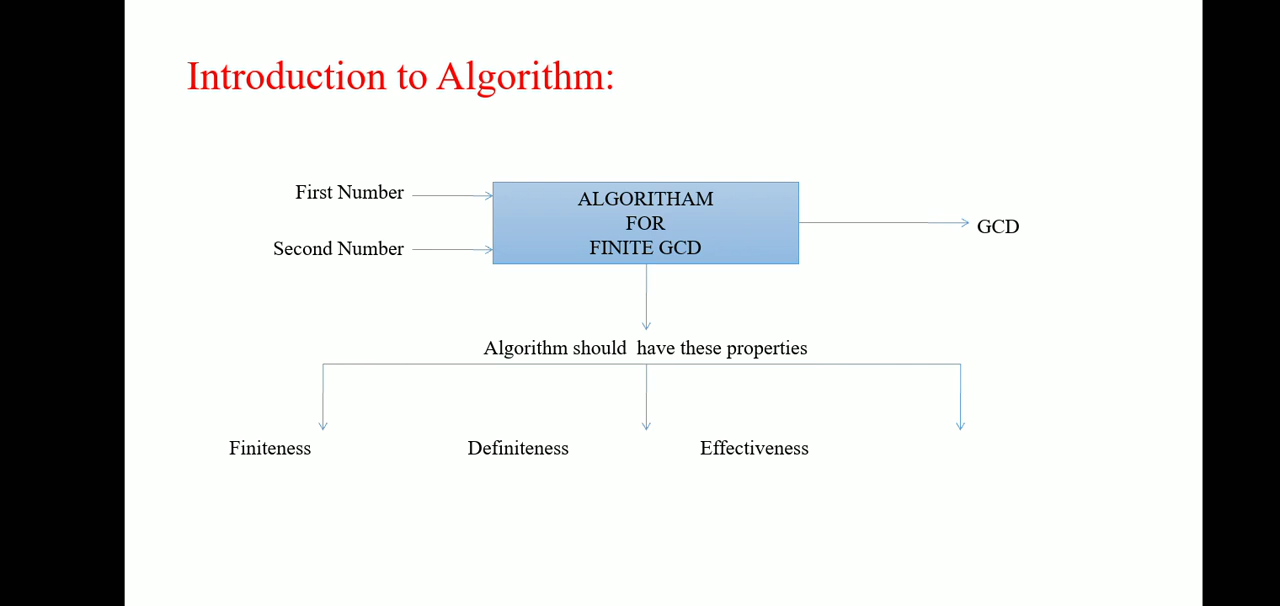 Introduction to Algorithm:
First Number
Second Number
ALGORITHAM
FOR
FINITE GCD
GCD
Algorithm should  have these properties
Finiteness
Definiteness
Effectiveness